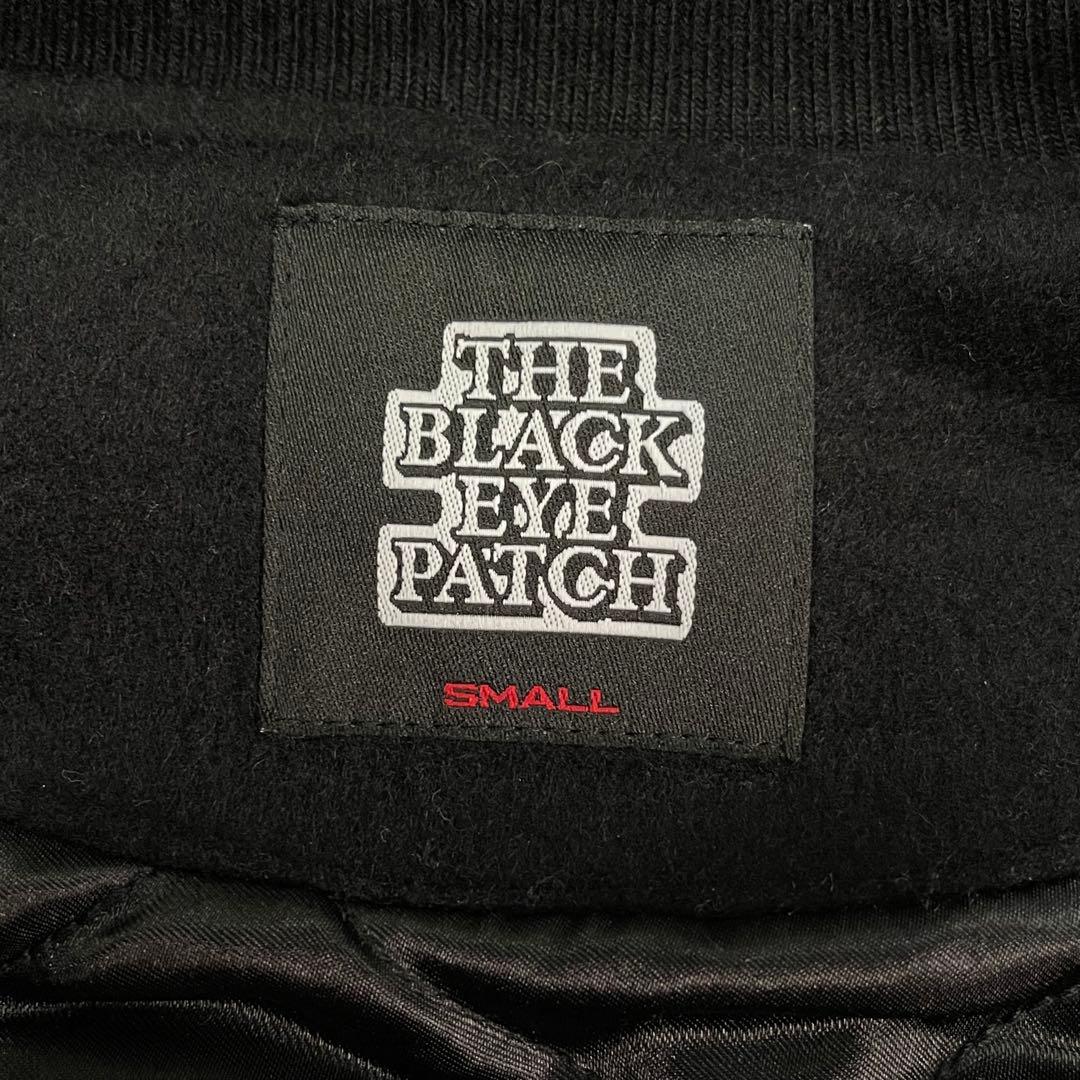 THE
BLACK
EYE
PATCH
SMALL